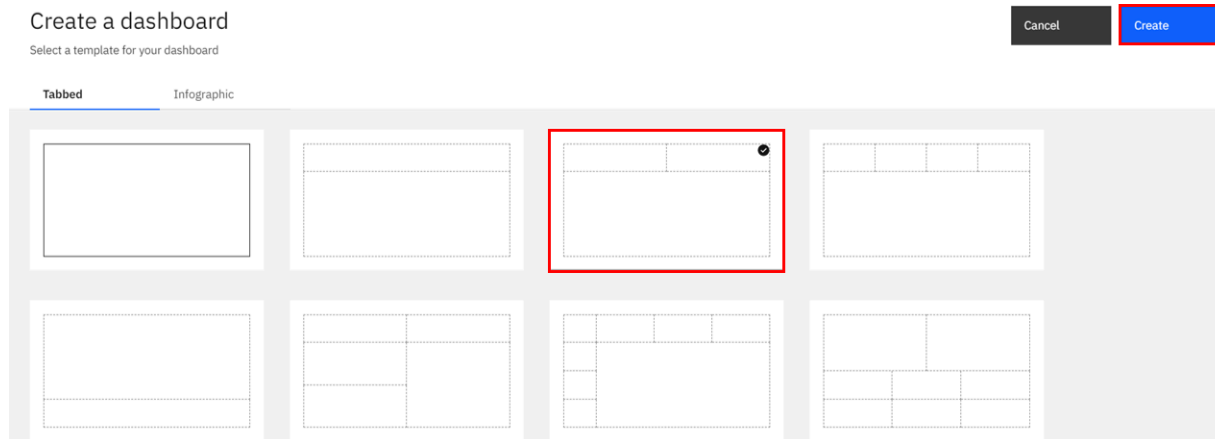 Create a dashboard
Cancel
Create
Select a template for your dashboard
Tabbed
Infographic